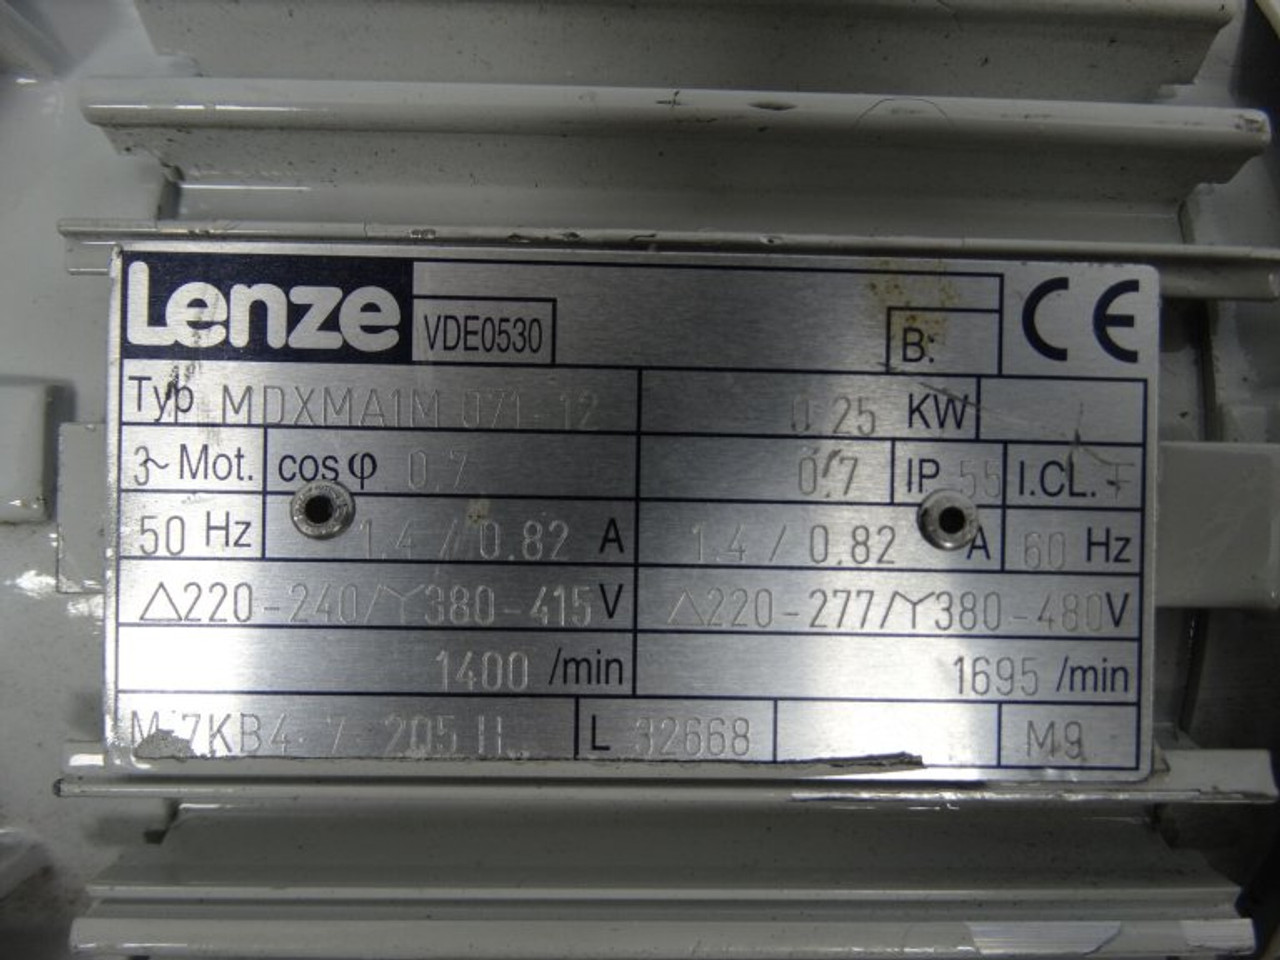 Lenze VDE0530 B: CE
Typ MDXMA1M 071-12 0.25 KW
3~ Mot. cos φ 0.7 0.7 IP 55 I.CL. F
50 Hz 1.4 / 0.82 A 1.4 / 0.82 A 60 Hz
△220-240/Y380-415V △220-277/Y380-480V
1400 /min 1695 /min
L 32668 M9